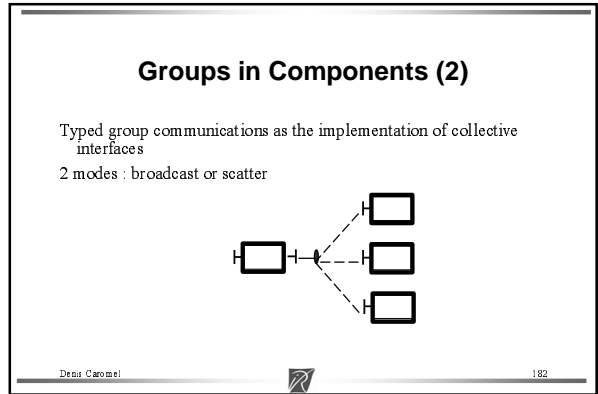 Groups in Components (2)
Typed group communications as the implementation of collective
interfaces
2 modes : broadcast or scatter
Denis Caromel
182